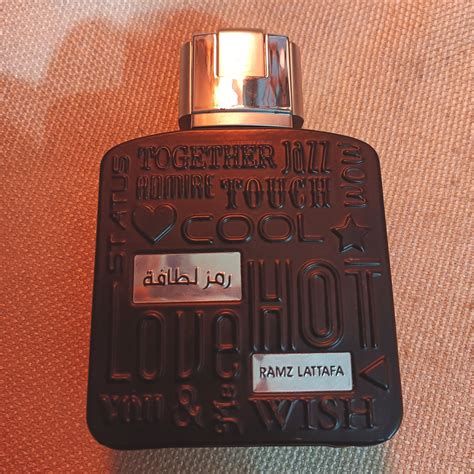 STATUS
TOGETHER JAZZ
ADMIRE TOUCH
WOW
COOL
رمز لطافة
LOVE HOT
RAMZ LATTAFA
YOU & Me WISH